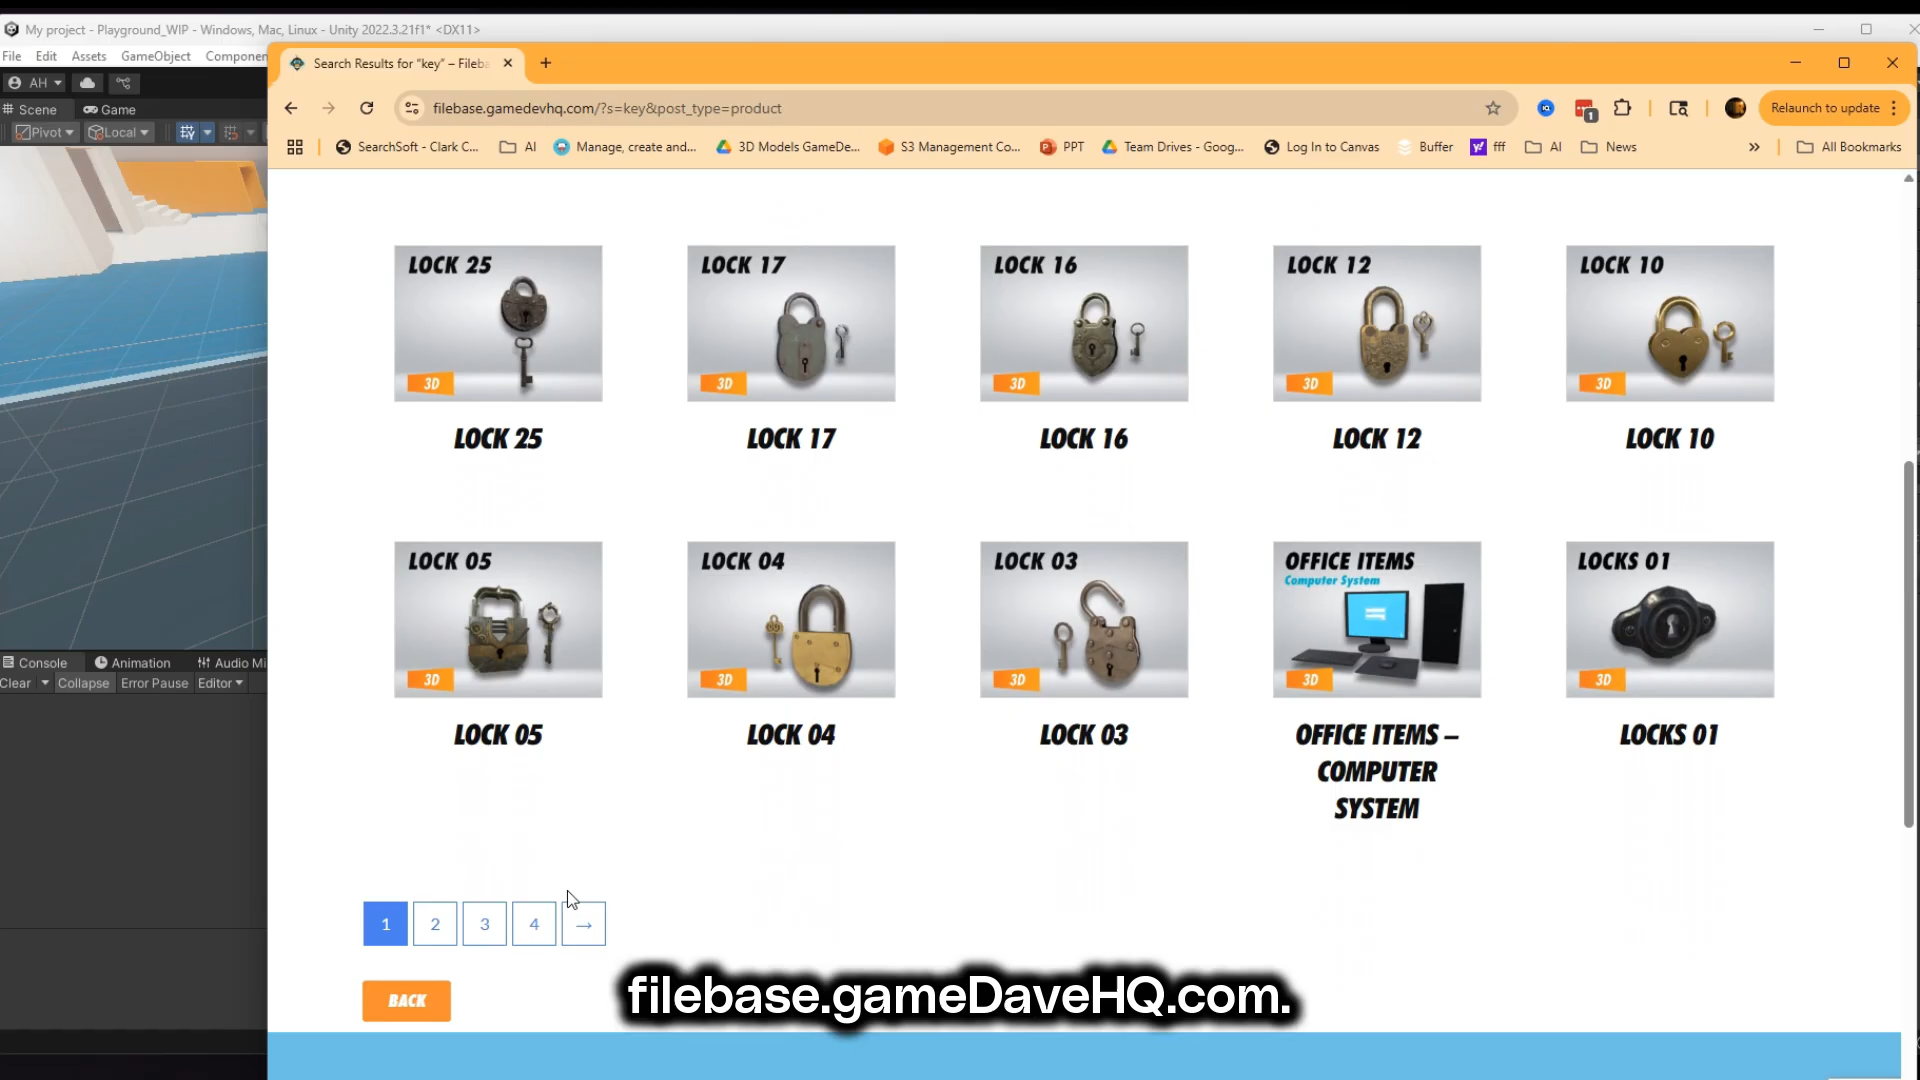 My project - Playground_WIP - Windows, Mac, Linux - Unity 2022.3.21f1* <DX11>
File Edit Assets GameObject Componen
AH
Scene Game
Pivot Local
Search Results for "key" – Fileba
filebase.gamedevhq.com/?s=key&post_type=product
1
Relaunch to update
SearchSoft - Clark C...
AI
Manage, create and...
3D Models GameDe...
S3 Management Co...
PPT
Team Drives - Goog...
Log In to Canvas
Buffer
fff
AI
News
»
All Bookmarks
LOCK 25
3D
LOCK 17
3D
LOCK 16
3D
LOCK 12
3D
LOCK 10
3D
LOCK 25
LOCK 17
LOCK 16
LOCK 12
LOCK 10
LOCK 05
3D
LOCK 04
3D
LOCK 03
3D
OFFICE ITEMS
Computer System
3D
LOCKS 01
3D
LOCK 05
LOCK 04
LOCK 03
OFFICE ITEMS –
COMPUTER
SYSTEM
LOCKS 01
Console Animation Audio Mi
Clear Collapse Error Pause Editor
1 2 3 4 →
BACK
filebase.gameDaveHQ.com.